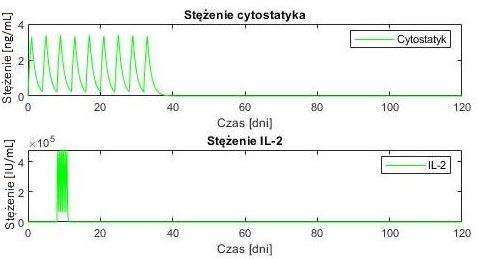 Stężenie cytostatyka
Stężenie [ng/mL]
4
2
0
Cytostatyk
0 20 40 60 80 100 120
Czas [dni]
Stężenie IL-2
×10⁵
Stężenie [IU/mL]
4
2
0
IL-2
0 20 40 60 80 100 120
Czas [dni]